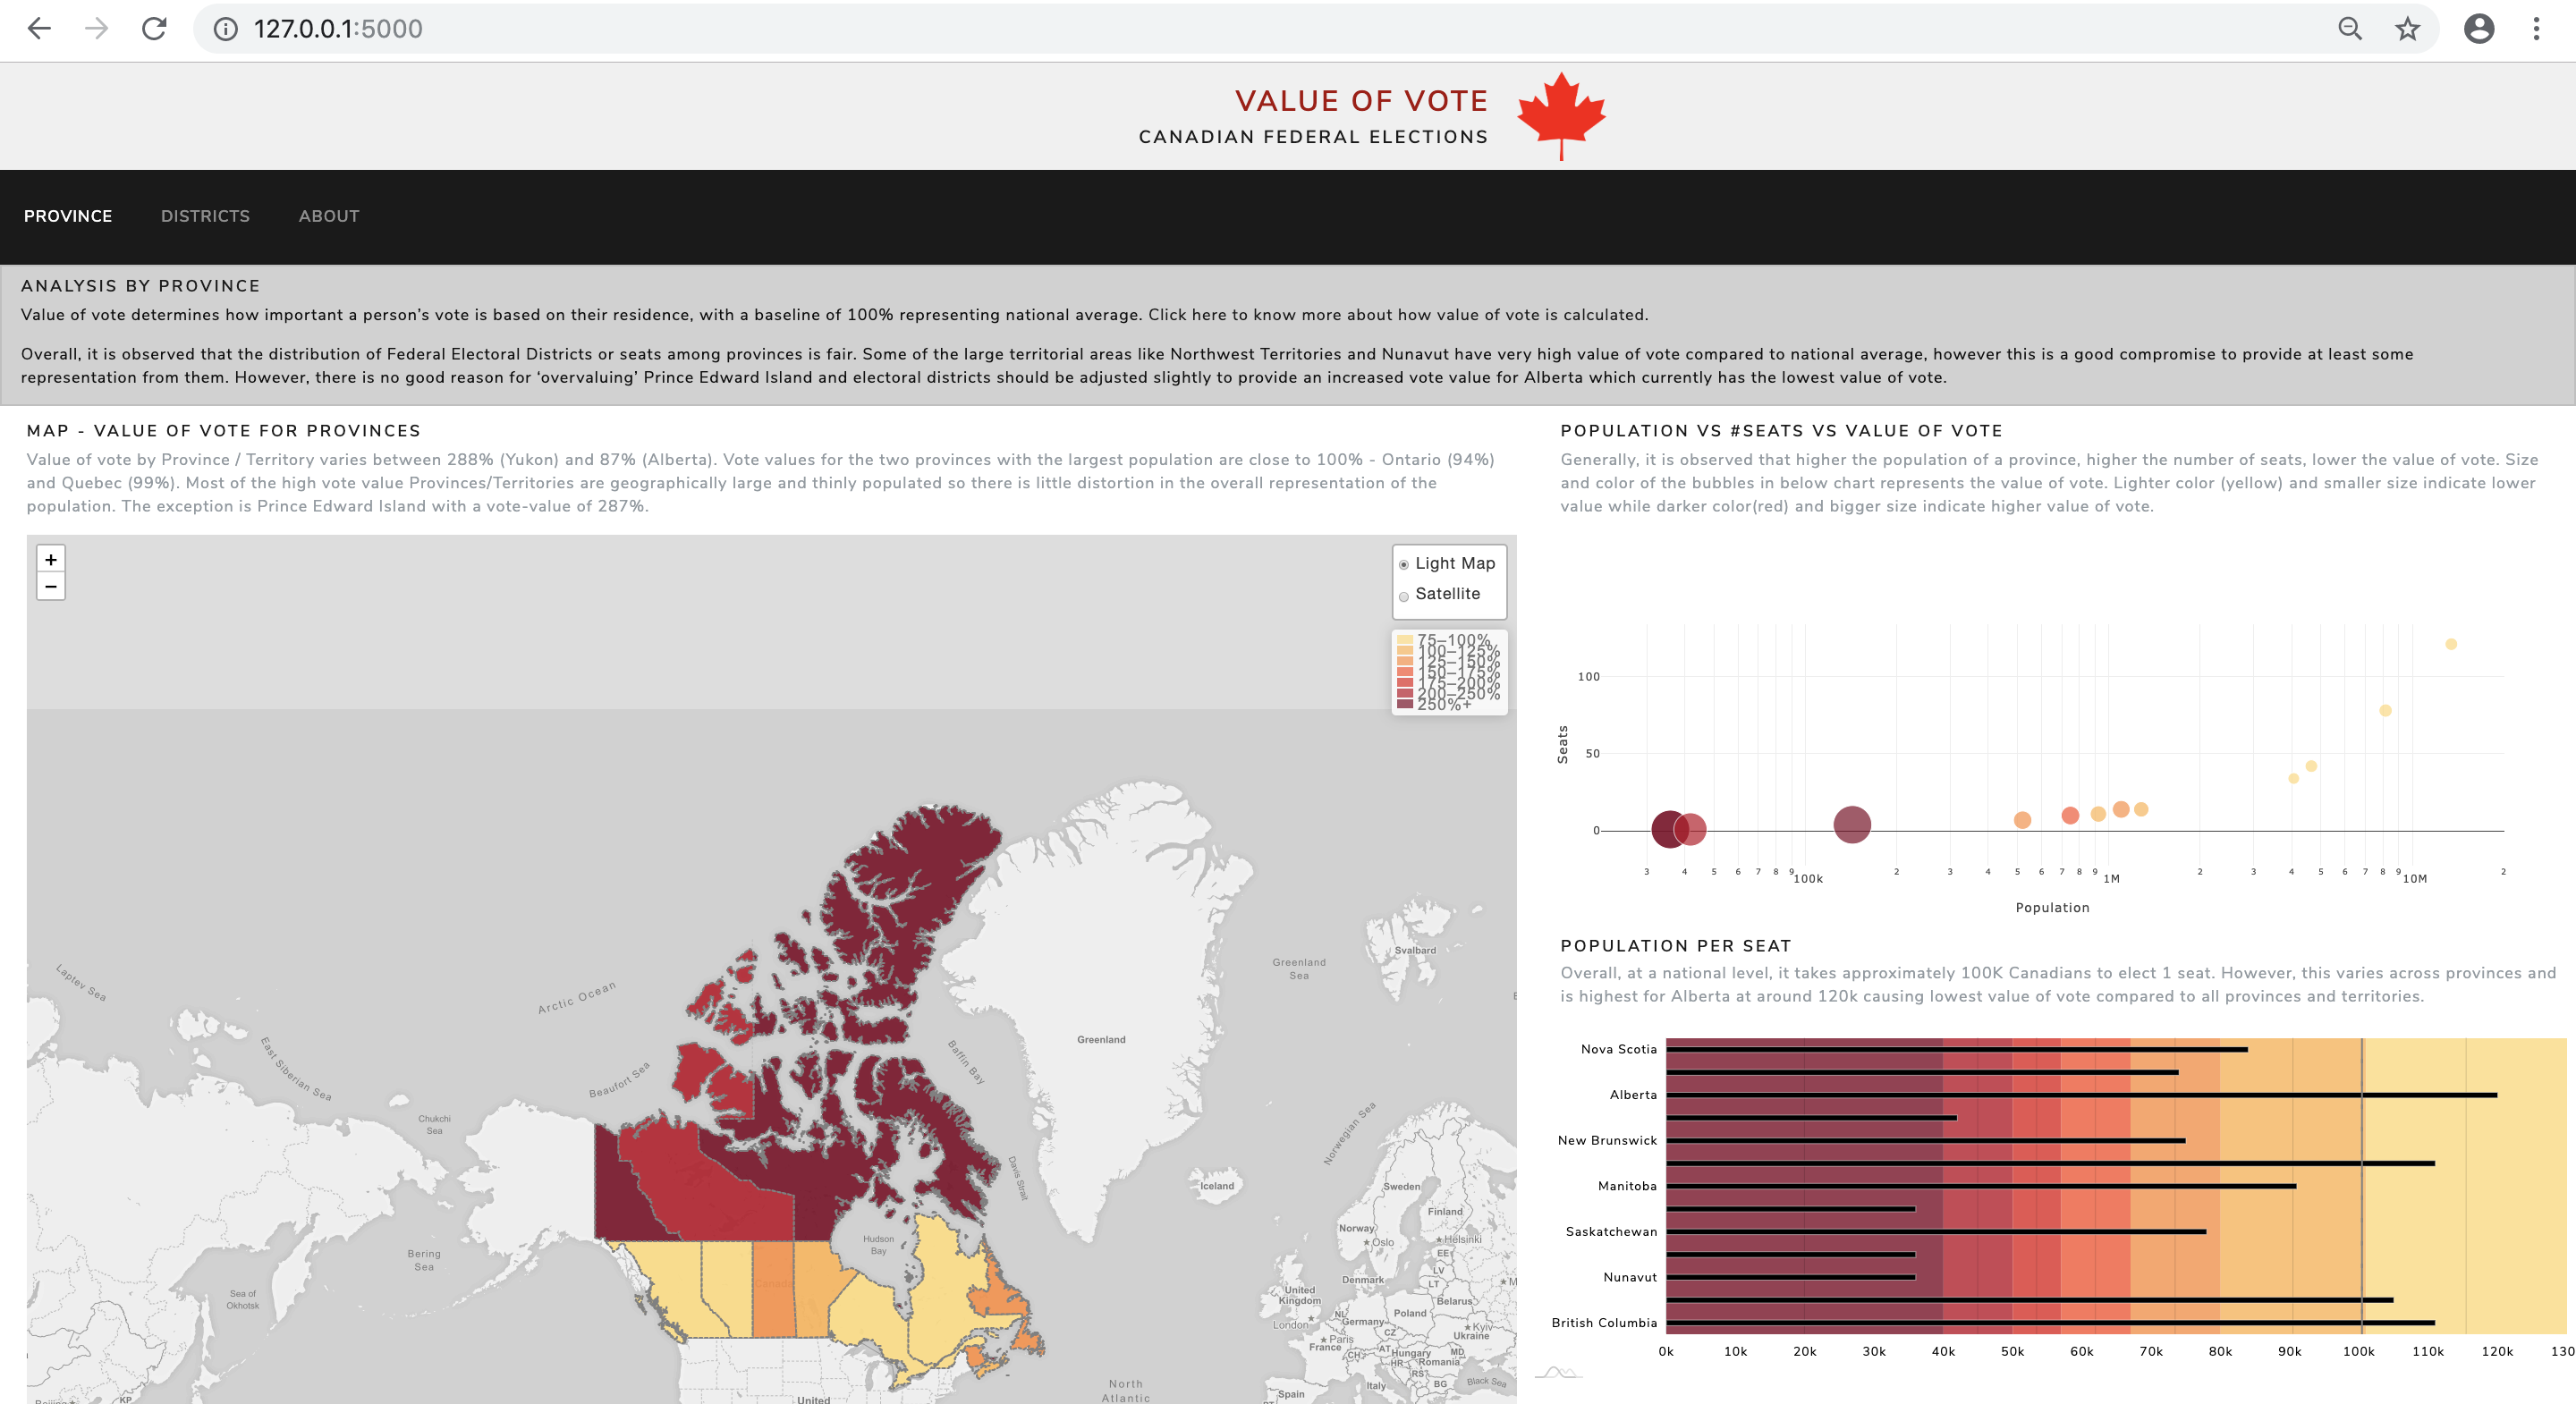 127.0.0.1:5000
VALUE OF VOTE
CANADIAN FEDERAL ELECTIONS
PROVINCE DISTRICTS ABOUT
ANALYSIS BY PROVINCE
Value of vote determines how important a person's vote is based on their residence, with a baseline of 100% representing national average. Click here to know more about how value of vote is calculated.
Overall, it is observed that the distribution of Federal Electoral Districts or seats among provinces is fair. Some of the large territorial areas like Northwest Territories and Nunavut have very high value of vote compared to national average, however this is a good compromise to provide at least some
representation from them. However, there is no good reason for ‘overvaluing’ Prince Edward Island and electoral districts should be adjusted slightly to provide an increased vote value for Alberta which currently has the lowest value of vote.
MAP - VALUE OF VOTE FOR PROVINCES
Value of vote by Province / Territory varies between 288% (Yukon) and 87% (Alberta). Vote values for the two provinces with the largest population are close to 100% - Ontario (94%)
and Quebec (99%). Most of the high vote value Provinces/Territories are geographically large and thinly populated so there is little distortion in the overall representation of the
population. The exception is Prince Edward Island with a vote-value of 287%.
+
−
Light Map
Satellite
75–100%
100–125%
125–150%
150–175%
175–200%
200–250%
250%+
Laptev Sea
Arctic Ocean
East Siberian Sea
Beaufort Sea
Chukchi
Sea
Baffin Bay
Davis Strait
Greenland
Sea
Svalbard
Greenland
Norwegian Sea
Iceland
Sweden
Finland
Norway
Oslo
Helsinki
EE
LV
LT
Denmark
United
Kingdom
London
NL
Germany
Poland
Belarus
CZ
Kyiv
Ukraine
Paris
France
CH
AT
Hungary
MD
HR
Romania
RS
BG
Black Sea
Italy
Spain
Bering
Sea
Sea of
Okhotsk
Hudson
Bay
Canada
United
North
Atlantic
KP
POPULATION VS #SEATS VS VALUE OF VOTE
Generally, it is observed that higher the population of a province, higher the number of seats, lower the value of vote. Size
and color of the bubbles in below chart represents the value of vote. Lighter color (yellow) and smaller size indicate lower
value while darker color(red) and bigger size indicate higher value of vote.
Seats
100
50
0
3 4 5 6 7 8 9 100k 2 3 4 5 6 7 8 9 1M 2 3 4 5 6 7 8 9 10M 2
Population
POPULATION PER SEAT
Overall, at a national level, it takes approximately 100K Canadians to elect 1 seat. However, this varies across provinces and
is highest for Alberta at around 120k causing lowest value of vote compared to all provinces and territories.
Nova Scotia
Alberta
New Brunswick
Manitoba
Saskatchewan
Nunavut
British Columbia
0k 10k 20k 30k 40k 50k 60k 70k 80k 90k 100k 110k 120k 130